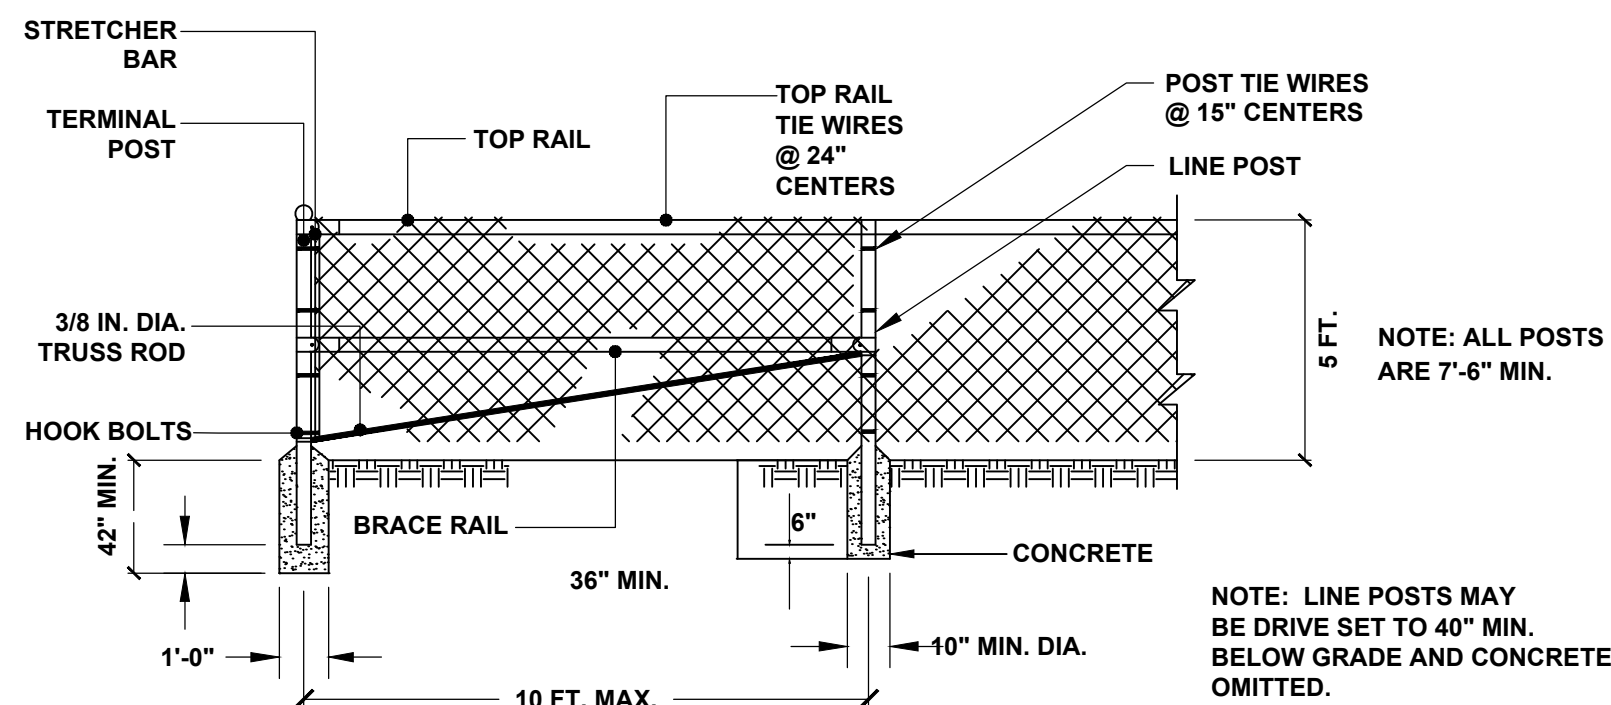 STRETCHER
BAR
TERMINAL
POST
TOP RAIL
TOP RAIL
TIE WIRES
@ 24"
CENTERS
POST TIE WIRES
@ 15" CENTERS
LINE POST
3/8 IN. DIA.
TRUSS ROD
5 FT.
NOTE: ALL POSTS
ARE 7'-6" MIN.
HOOK BOLTS
42" MIN.
BRACE RAIL
6"
CONCRETE
36" MIN.
1'-0"
10" MIN. DIA.
10 FT. MAX.
NOTE: LINE POSTS MAY
BE DRIVE SET TO 40" MIN.
BELOW GRADE AND CONCRETE
OMITTED.